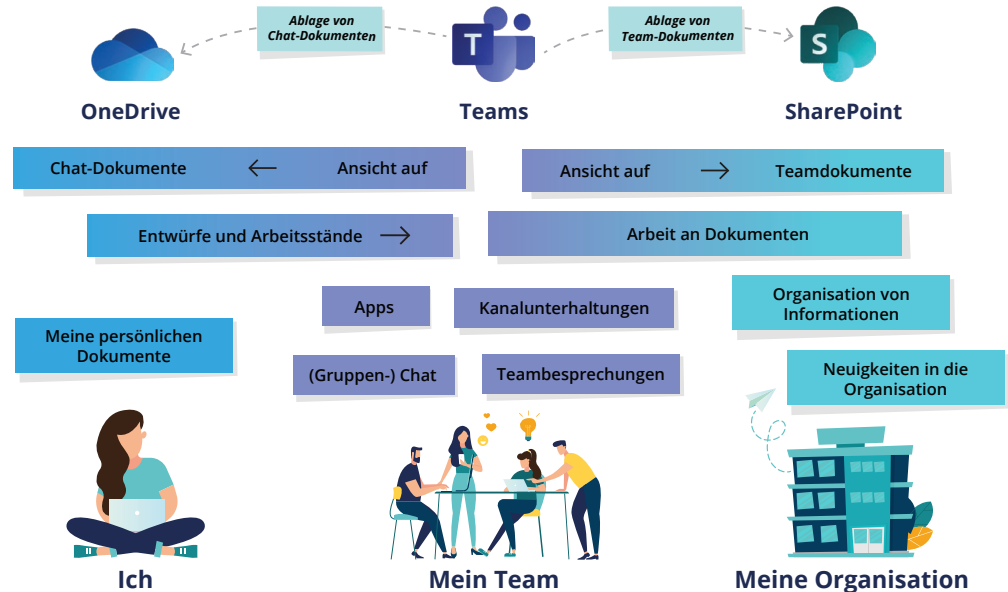 Ablage von
Chat-Dokumenten
Ablage von
Team-Dokumenten
T
S
OneDrive
Teams
SharePoint
Chat-Dokumente ← Ansicht auf
Ansicht auf → Teamdokumente
Entwürfe und Arbeitsstände →
Arbeit an Dokumenten
Meine persönlichen
Dokumente
Apps
Kanalunterhaltungen
(Gruppen-) Chat
Teambesprechungen
Organisation von
Informationen
Neuigkeiten in die
Organisation
Ich
Mein Team
Meine Organisation